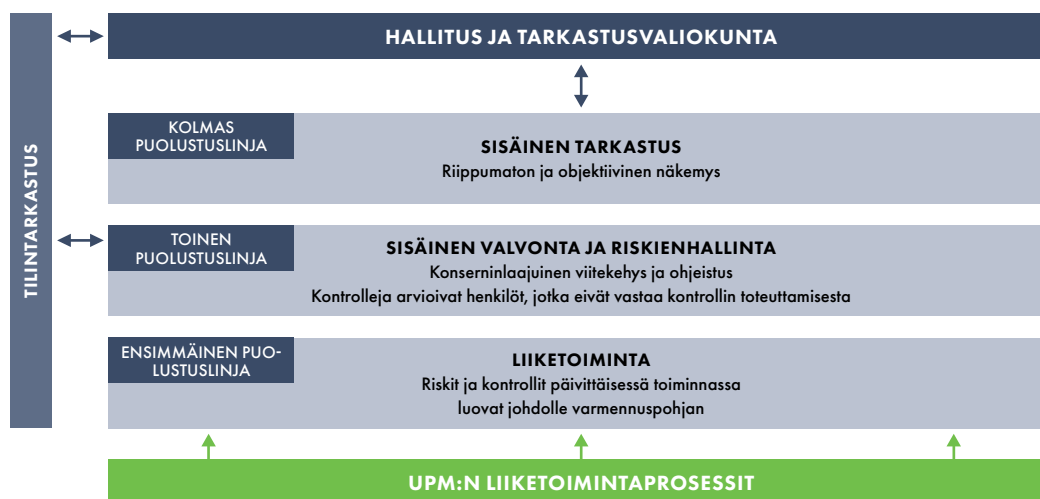 TILINTARKASTUS
HALLITUS JA TARKASTUSVALIOKUNTA
KOLMAS
PUOLUSTUSLINJA
SISÄINEN TARKASTUS
Riippumaton ja objektiivinen näkemys
TOINEN
PUOLUSTUSLINJA
SISÄINEN VALVONTA JA RISKIENHALLINTA
Konserninlaajuinen viitekehys ja ohjeistus
Kontrolleja arvioivat henkilöt, jotka eivät vastaa kontrollin toteuttamisesta
ENSIMMÄINEN PUO-
LUSTUSLINJA
LIIKETOIMINTA
Riskit ja kontrollit päivittäisessä toiminnassa
luovat johdolle varmennuspohjan
UPM:N LIIKETOIMINTAPROSESSIT